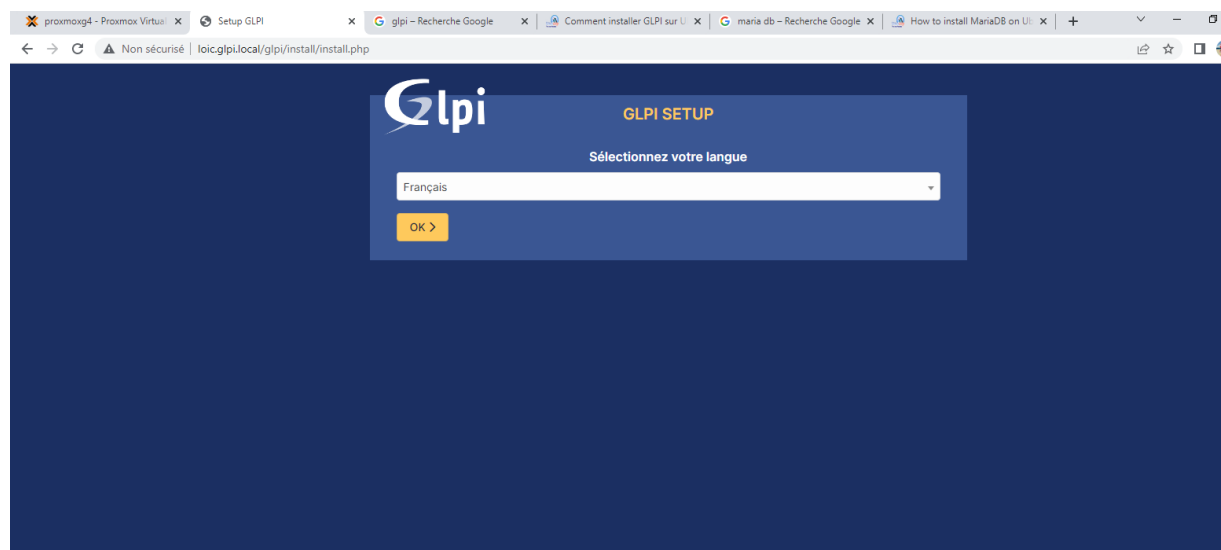 proxmoxg4 - Proxmox Virtual
Setup GLPI
glpi – Recherche Google
Comment installer GLPI sur U
maria db – Recherche Google
How to install MariaDB on Ub
Non sécurisé | loic.glpi.local/glpi/install/install.php
Glpi
GLPI SETUP
Sélectionnez votre langue
Français
OK >